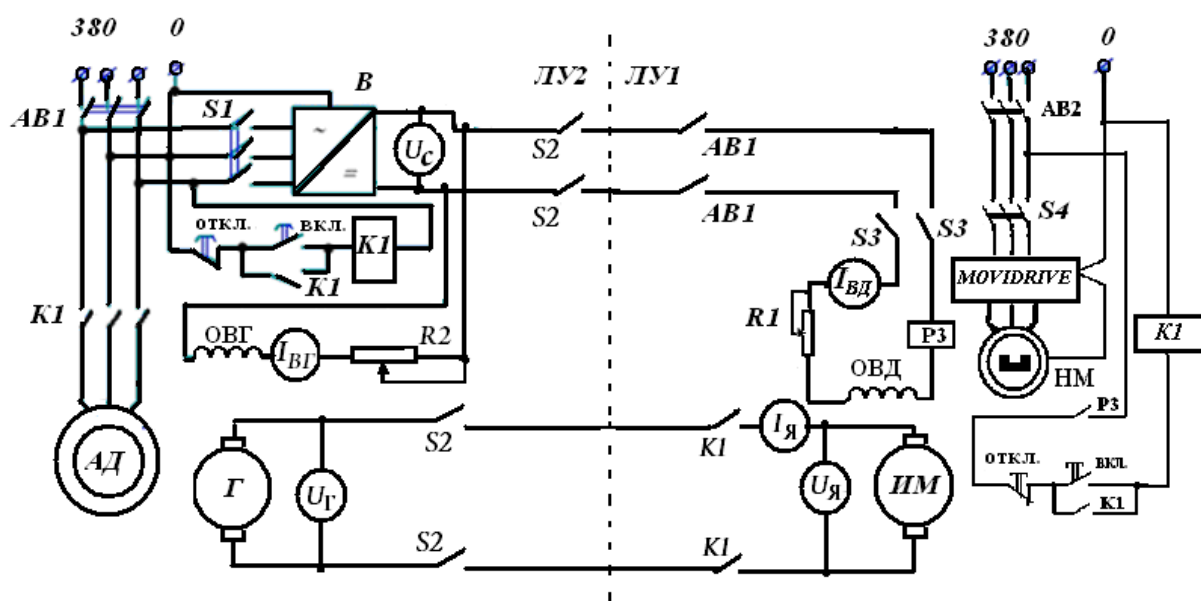 380 0 380 0
В ЛУ2 ЛУ1
АВ1 S1 ~ = UС S2 АВ1 АВ2
S2 АВ1 S3 S3 S4
откл. вкл. К1
К1
IВД MOVIDRIVE
К1 R1 Р3 К1
ОВГ IВГ R2 ОВД НМ
Р3
АД Г UГ S2 К1 IЯ UЯ ИМ откл. вкл.
К1
S2 К1